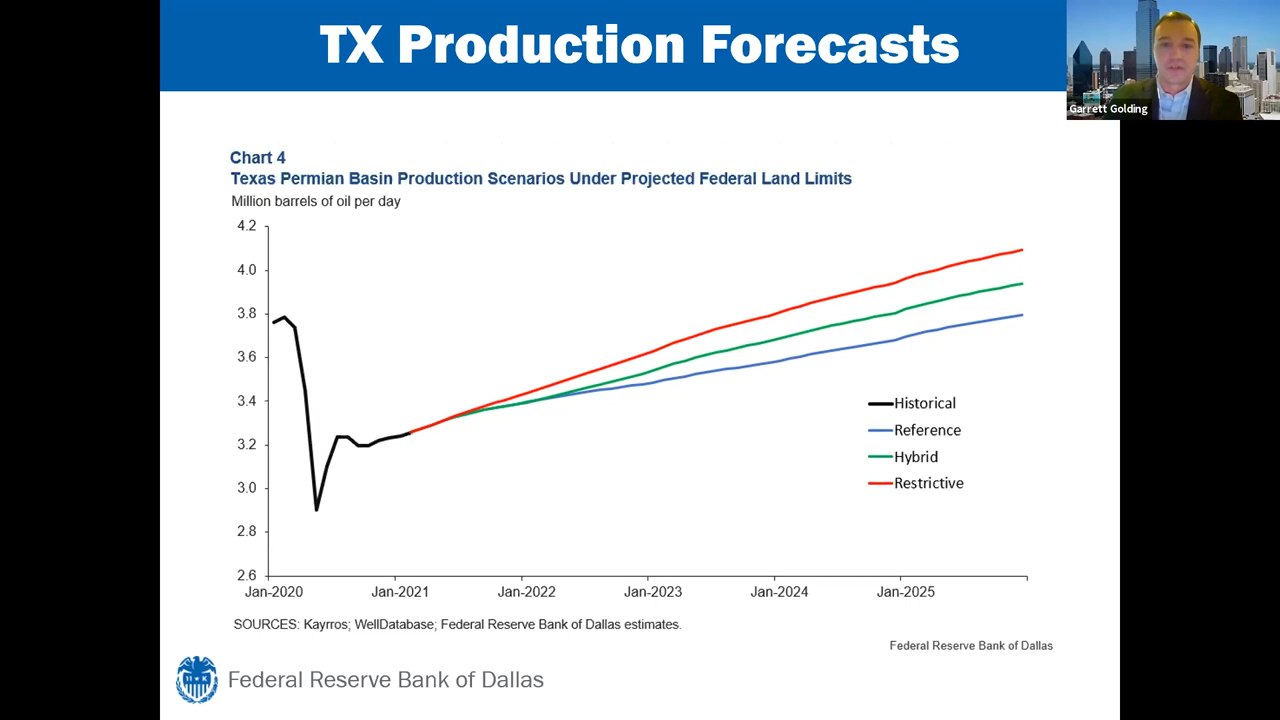 TX Production Forecasts
Garrett Golding
Chart 4
Texas Permian Basin Production Scenarios Under Projected Federal Land Limits
Million barrels of oil per day
4.2
4.0
3.8
3.6
3.4
3.2
3.0
2.8
2.6
Jan-2020 Jan-2021 Jan-2022 Jan-2023 Jan-2024 Jan-2025
Historical
Reference
Hybrid
Restrictive
SOURCES: Kayrros; WellDatabase; Federal Reserve Bank of Dallas estimates.
Federal Reserve Bank of Dallas
Federal Reserve Bank of Dallas